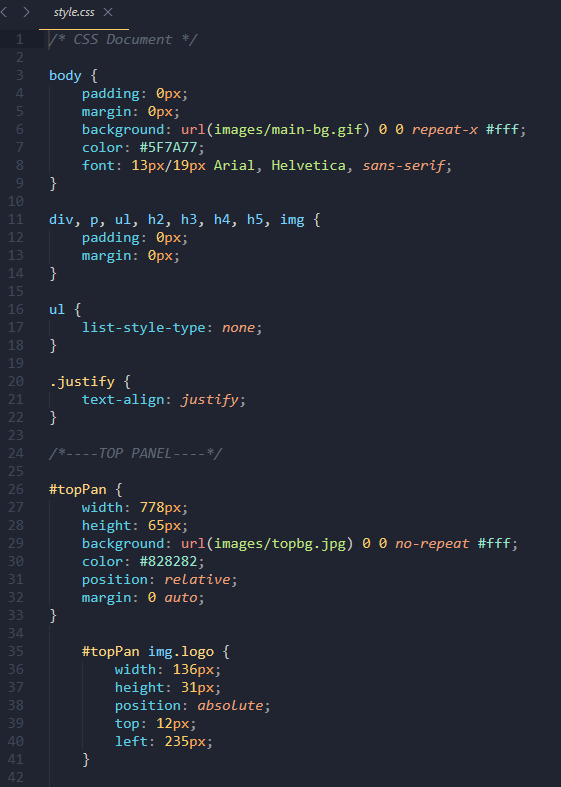 style.css ×
1 /* CSS Document */
2
3 body {
4     padding: 0px;
5     margin: 0px;
6     background: url(images/main-bg.gif) 0 0 repeat-x #fff;
7     color: #5F7A77;
8     font: 13px/19px Arial, Helvetica, sans-serif;
9 }
10
11 div, p, ul, h2, h3, h4, h5, img {
12     padding: 0px;
13     margin: 0px;
14 }
15
16 ul {
17     list-style-type: none;
18 }
19
20 .justify {
21     text-align: justify;
22 }
23
24 /*----TOP PANEL----*/
25
26 #topPan {
27     width: 778px;
28     height: 65px;
29     background: url(images/topbg.jpg) 0 0 no-repeat #fff;
30     color: #828282;
31     position: relative;
32     margin: 0 auto;
33 }
34
35     #topPan img.logo {
36         width: 136px;
37         height: 31px;
38         position: absolute;
39         top: 12px;
40         left: 235px;
41     }
42